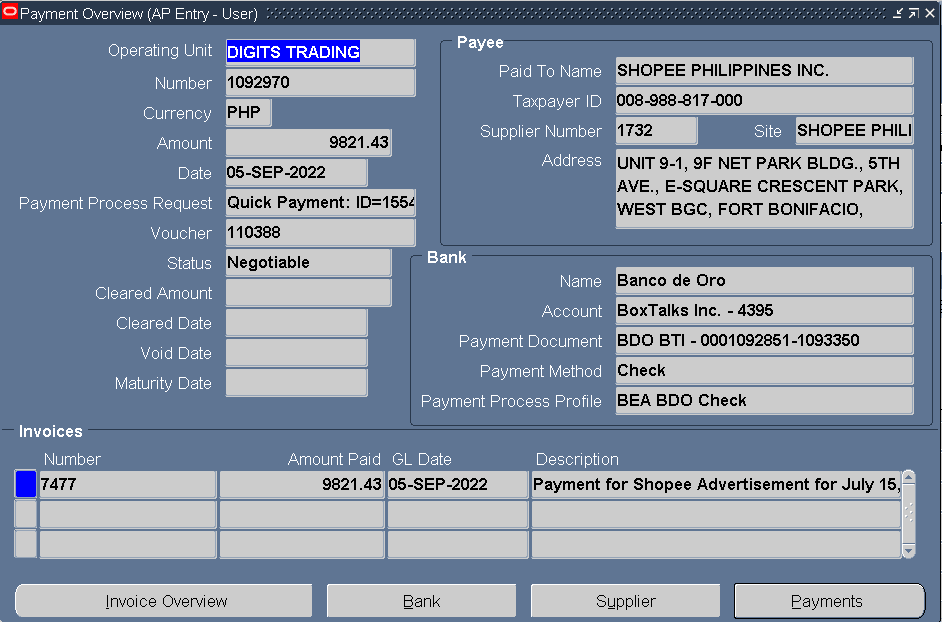 Payment Overview (AP Entry - User)
Operating Unit DIGITS TRADING
Number 1092970
Currency PHP
Amount 9821.43
Date 05-SEP-2022
Payment Process Request Quick Payment: ID=1554
Voucher 110388
Status Negotiable
Cleared Amount
Cleared Date
Void Date
Maturity Date
Payee
Paid To Name SHOPEE PHILIPPINES INC.
Taxpayer ID 008-988-817-000
Supplier Number 1732 Site SHOPEE PHILI
Address UNIT 9-1, 9F NET PARK BLDG., 5TH
AVE., E-SQUARE CRESCENT PARK,
WEST BGC, FORT BONIFACIO,
Bank
Name Banco de Oro
Account BoxTalks Inc. - 4395
Payment Document BDO BTI - 0001092851-1093350
Payment Method Check
Payment Process Profile BEA BDO Check
Invoices
Number Amount Paid GL Date Description
7477 9821.43 05-SEP-2022 Payment for Shopee Advertisement for July 15,
Invoice Overview Bank Supplier Payments